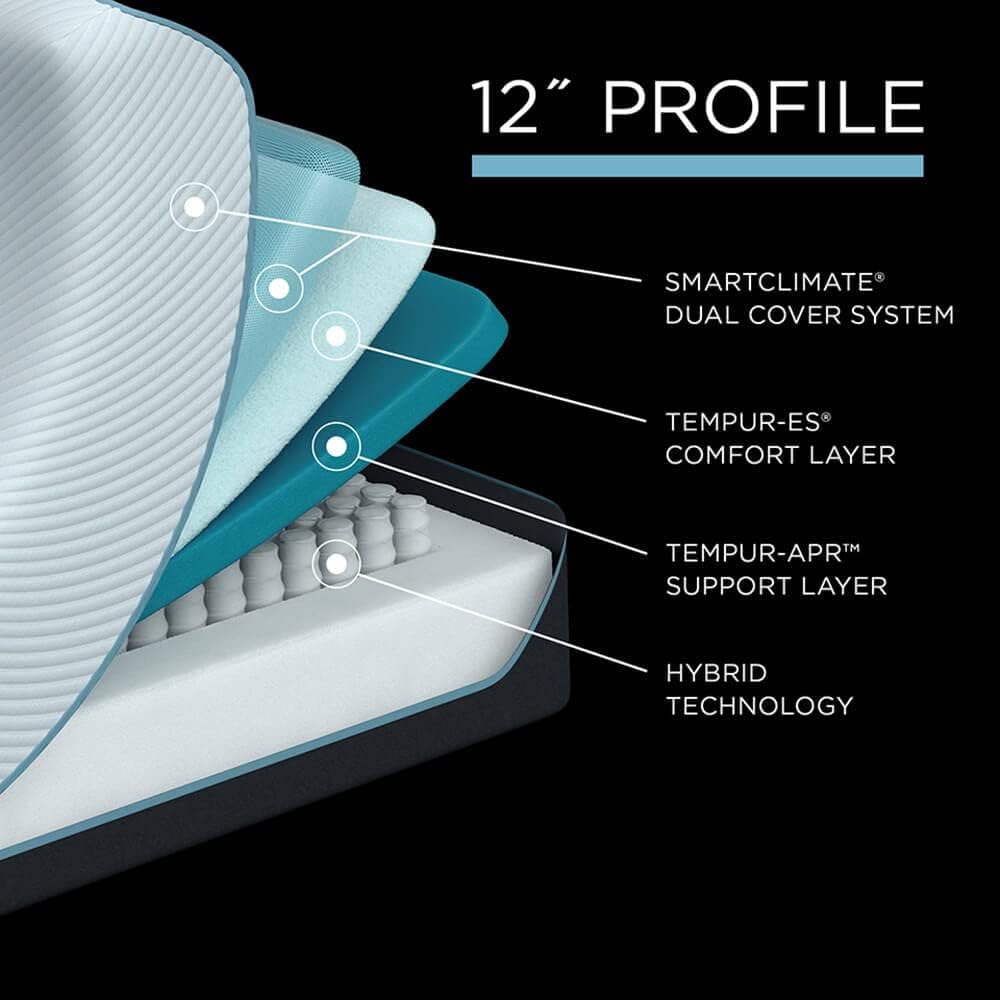 12˝ PROFILE
SMARTCLIMATE®
DUAL COVER SYSTEM
TEMPUR-ES®
COMFORT LAYER
TEMPUR-APR™
SUPPORT LAYER
HYBRID
TECHNOLOGY